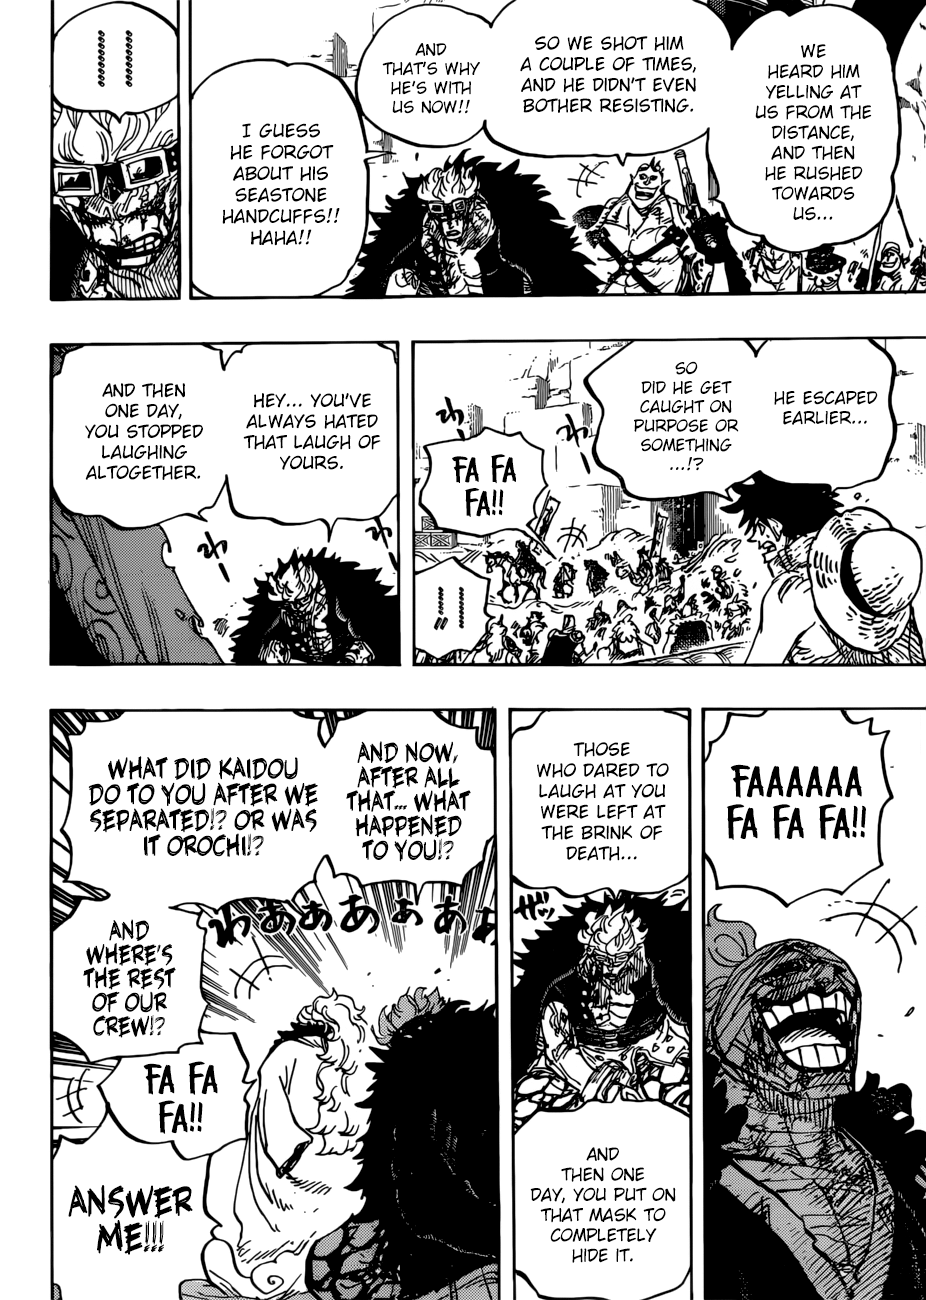 WE
HEARD HIM
YELLING AT
US FROM THE
DISTANCE,
AND THEN
HE RUSHED
TOWARDS
US...
SO WE SHOT HIM
A COUPLE OF TIMES,
AND HE DIDN'T EVEN
BOTHER RESISTING.
AND
THAT'S WHY
HE'S WITH
US NOW!!
I GUESS
HE FORGOT
ABOUT HIS
SEASTONE
HANDCUFFS!!
HAHA!!
HE ESCAPED
EARLIER...
SO
DID HE GET
CAUGHT ON
PURPOSE OR
SOMETHING
...!?
FA FA
FA!!
HEY... YOU'VE
ALWAYS HATED
THAT LAUGH OF
YOURS.
AND THEN
ONE DAY,
YOU STOPPED
LAUGHING
ALTOGETHER.
FAAAAAA
FA FA FA!!
THOSE
WHO DARED TO
LAUGH AT YOU
WERE LEFT AT
THE BRINK OF
DEATH...
ザッ
AND
THEN ONE
DAY, YOU PUT ON
THAT MASK TO
COMPLETELY
HIDE IT.
AND NOW,
AFTER ALL
THAT... WHAT
HAPPENED
TO YOU!?
WHAT DID KAIDOU
DO TO YOU AFTER WE
SEPARATED!? OR WAS
IT OROCHI!?
AND
WHERE'S
THE REST
OF OUR
CREW!?
FA FA
FA!!
ANSWER
ME!!!